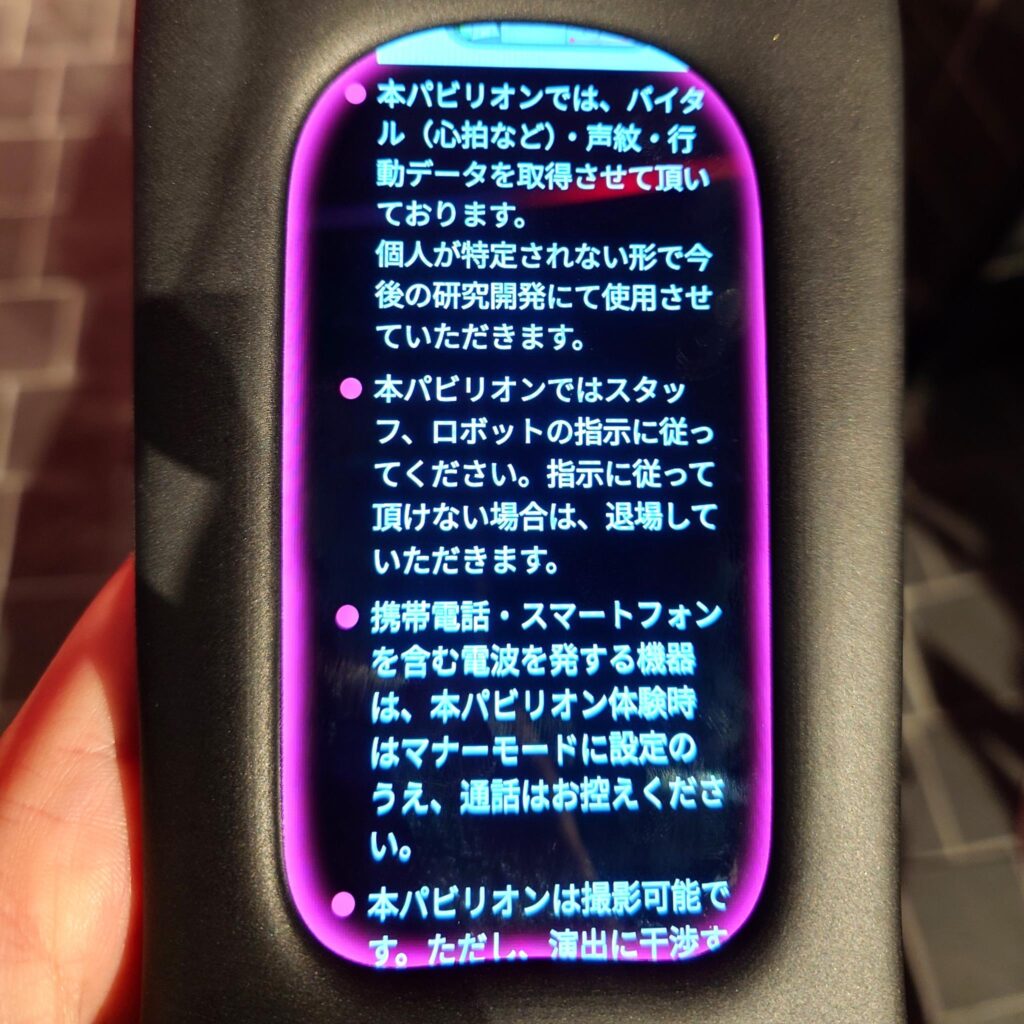 本パビリオンでは、バイタ
ル（心拍など）・声紋・行
動データを取得させて頂い
ております。
個人が特定されない形で今
後の研究開発にて使用させ
ていただきます。
本パビリオンではスタッ
フ、ロボットの指示に従っ
てください。指示に従って
頂けない場合は、退場して
いただきます。
携帯電話・スマートフォン
を含む電波を発する機器
は、本パビリオン体験時
はマナーモードに設定の
うえ、通話はお控えくださ
い。
本パビリオンは撮影可能で
す。ただし、演出に干渉す